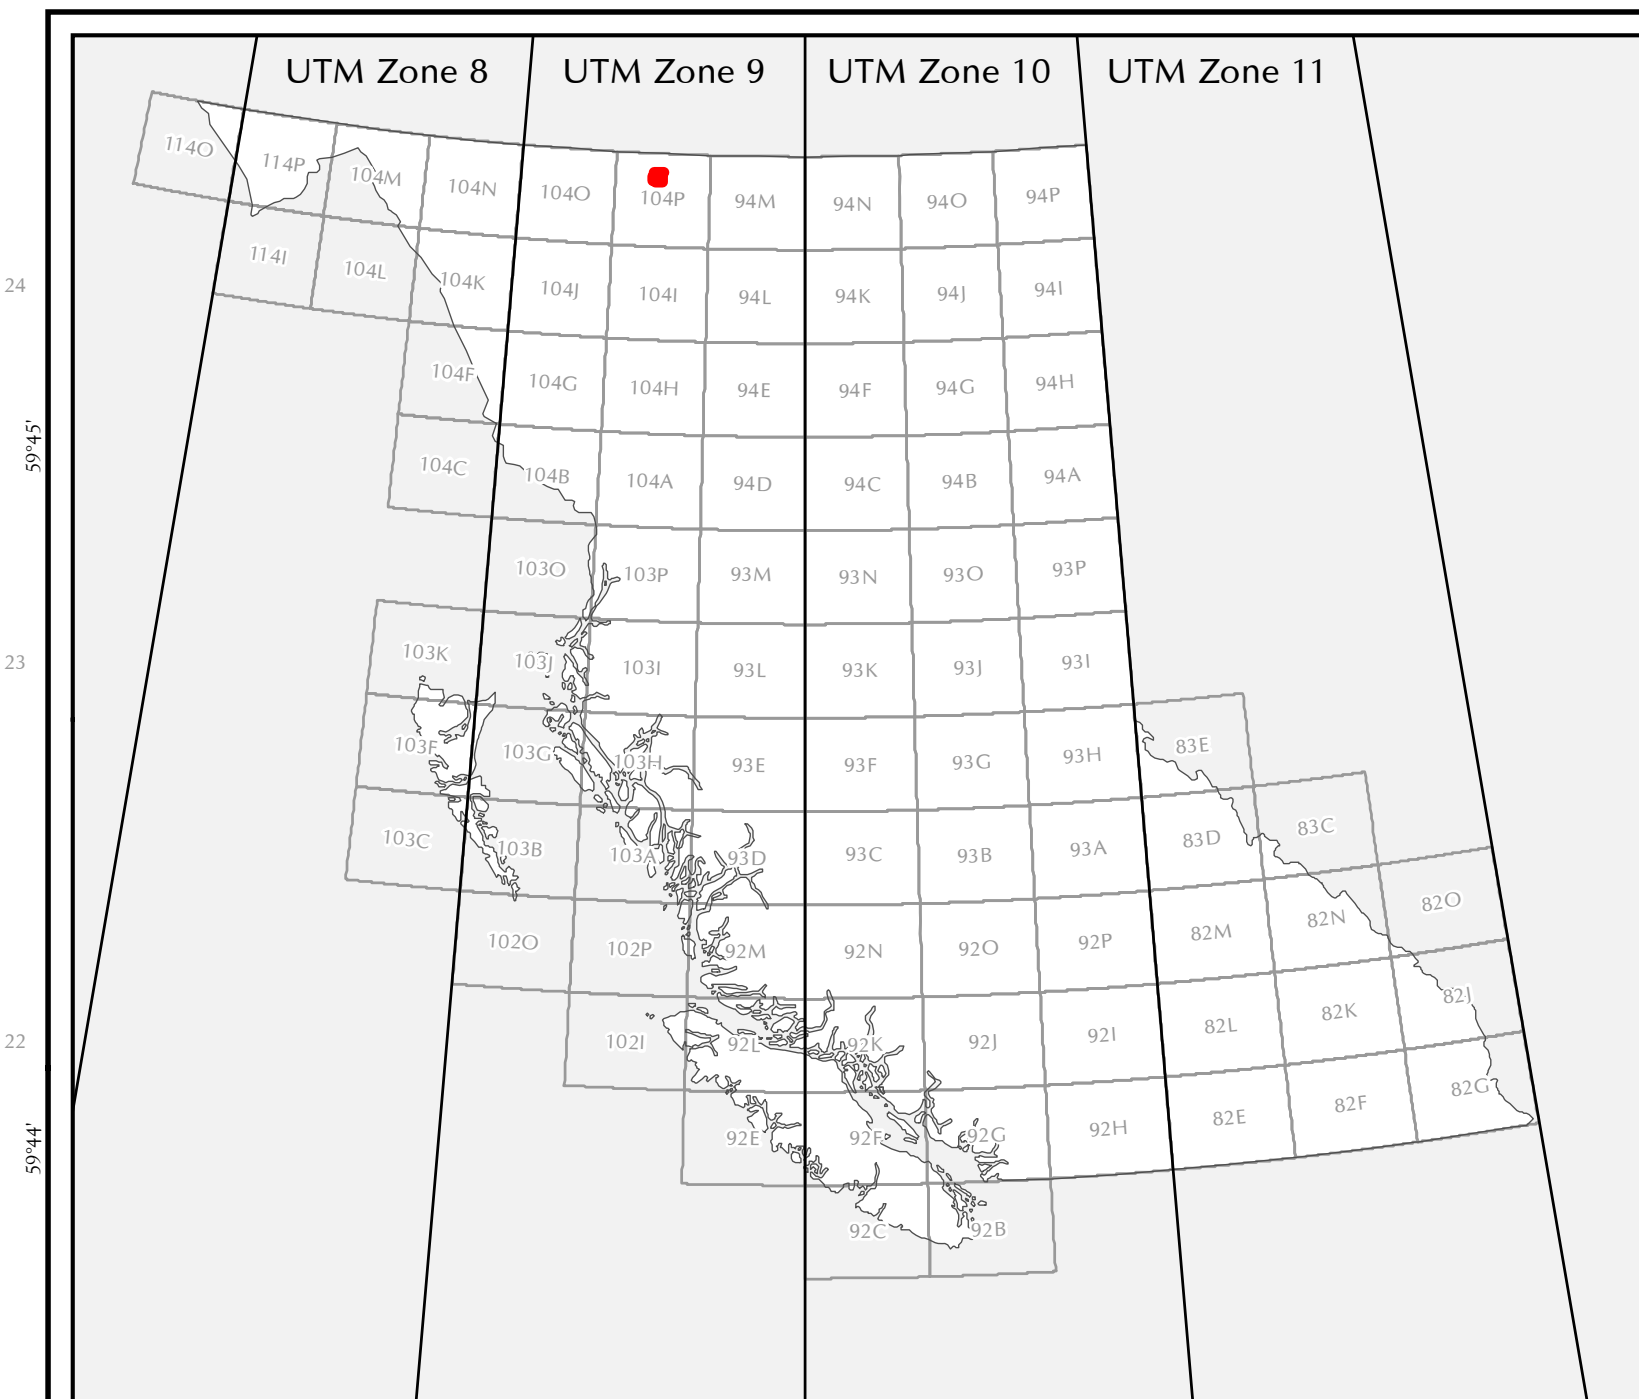 UTM Zone 8 UTM Zone 9 UTM Zone 10 UTM Zone 11
114O 114P 104M 104N 104O 104P 94M 94N 94O 94P
114I 104L 104K 104J 104I 94L 94K 94J 94I
24
104F 104G 104H 94E 94F 94G 94H
59°45'
104C 104B 104A 94D 94C 94B 94A
103O 103P 93M 93N 93O 93P
23
103K 103J 103I 93L 93K 93J 93I
103F 103G 103H 93E 93F 93G 93H 83E
103C 103B 103A 93D 93C 93B 93A 83D 83C
102O 102P 92M 92N 92O 92P 82M 82N 82O
22
102I 92L 92K 92J 92I 82L 82K 82J
59°44'
92E 92F 92G 92H 82E 82F 82G
92C 92B